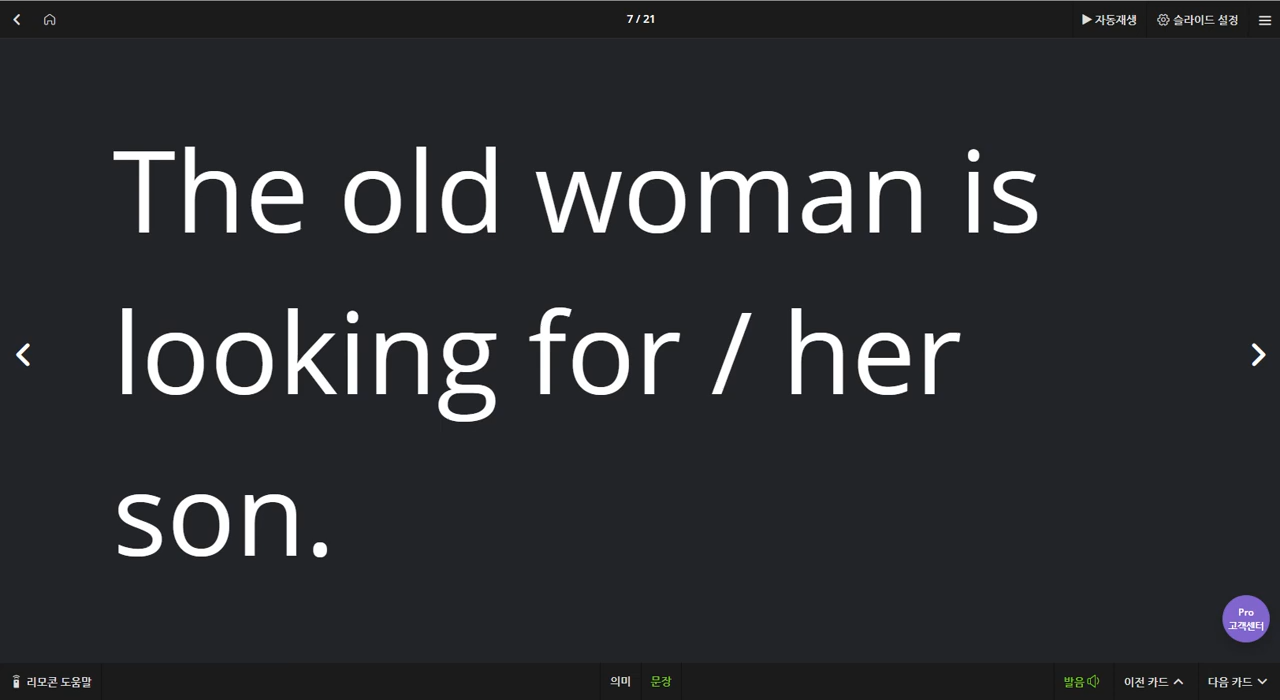 7 / 21
자동재생
슬라이드 설정
The old woman is
looking for / her
son.
Pro
고객센터
리모콘 도움말
의미
문장
발음
이전 카드
다음 카드